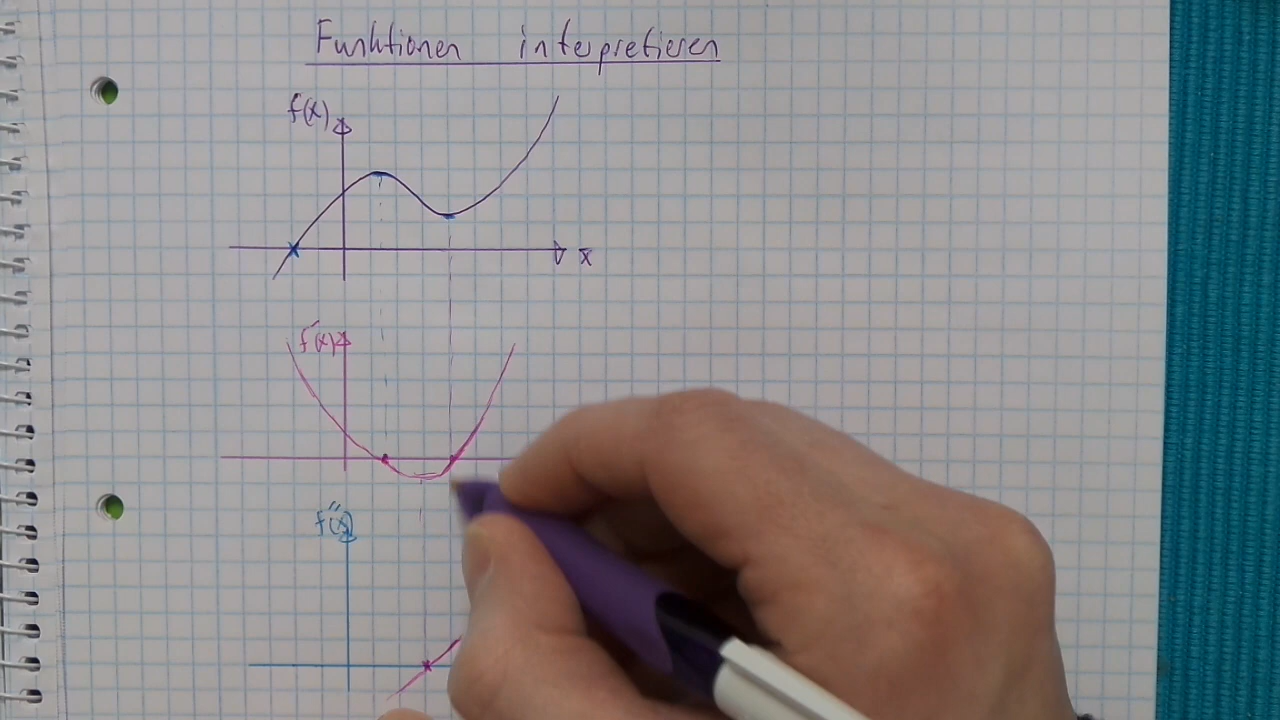 Funktionen interpretieren
f(x)
x
f'(x)
f''(x)